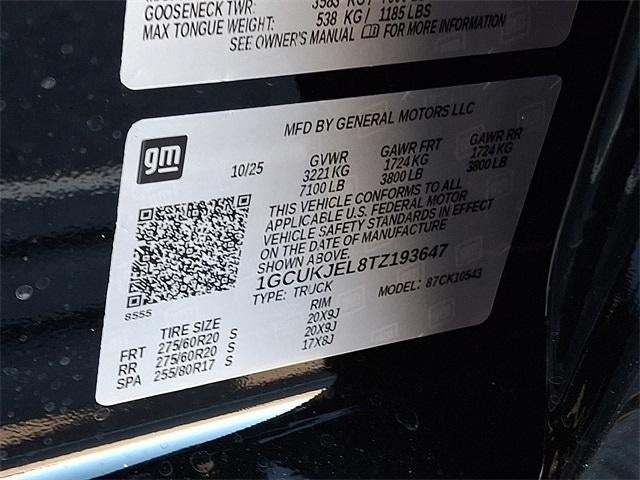 GOOSENECK TWR:
MAX TONGUE WEIGHT: 538 KG / 1185 LBS
SEE OWNER'S MANUAL FOR MORE INFORMATION
MFD BY GENERAL MOTORS LLC
gm
10/25
GVWR GAWR FRT GAWR RR
3221 KG 1724 KG 1724 KG
7100 LB 3800 LB 3800 LB
THIS VEHICLE CONFORMS TO ALL
APPLICABLE U.S. FEDERAL MOTOR
VEHICLE SAFETY STANDARDS IN EFFECT
ON THE DATE OF MANUFACTURE
SHOWN ABOVE.
1GCUKJEL8TZ193647
TYPE: TRUCK MODEL: 87CK10543
8555
TIRE SIZE RIM
FRT 275/60R20 S 20X9J
RR 275/60R20 S 20X9J
SPA 255/80R17 S 17X8J